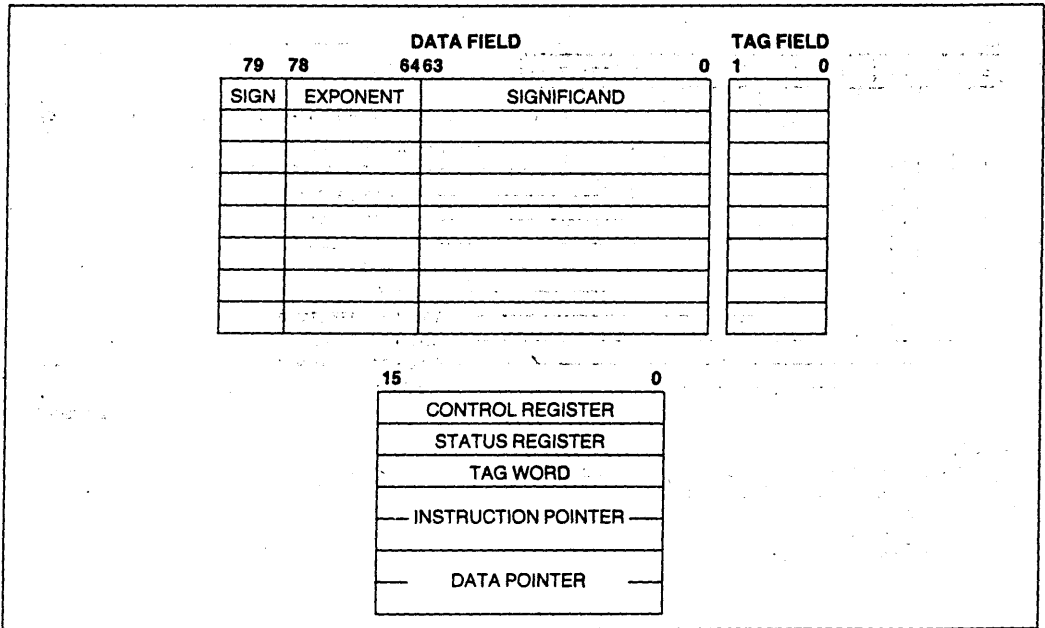 DATA FIELD TAG FIELD
79 78 64 63 0 1 0
SIGN EXPONENT SIGNIFICAND
15 0
CONTROL REGISTER
STATUS REGISTER
TAG WORD
INSTRUCTION POINTER
DATA POINTER